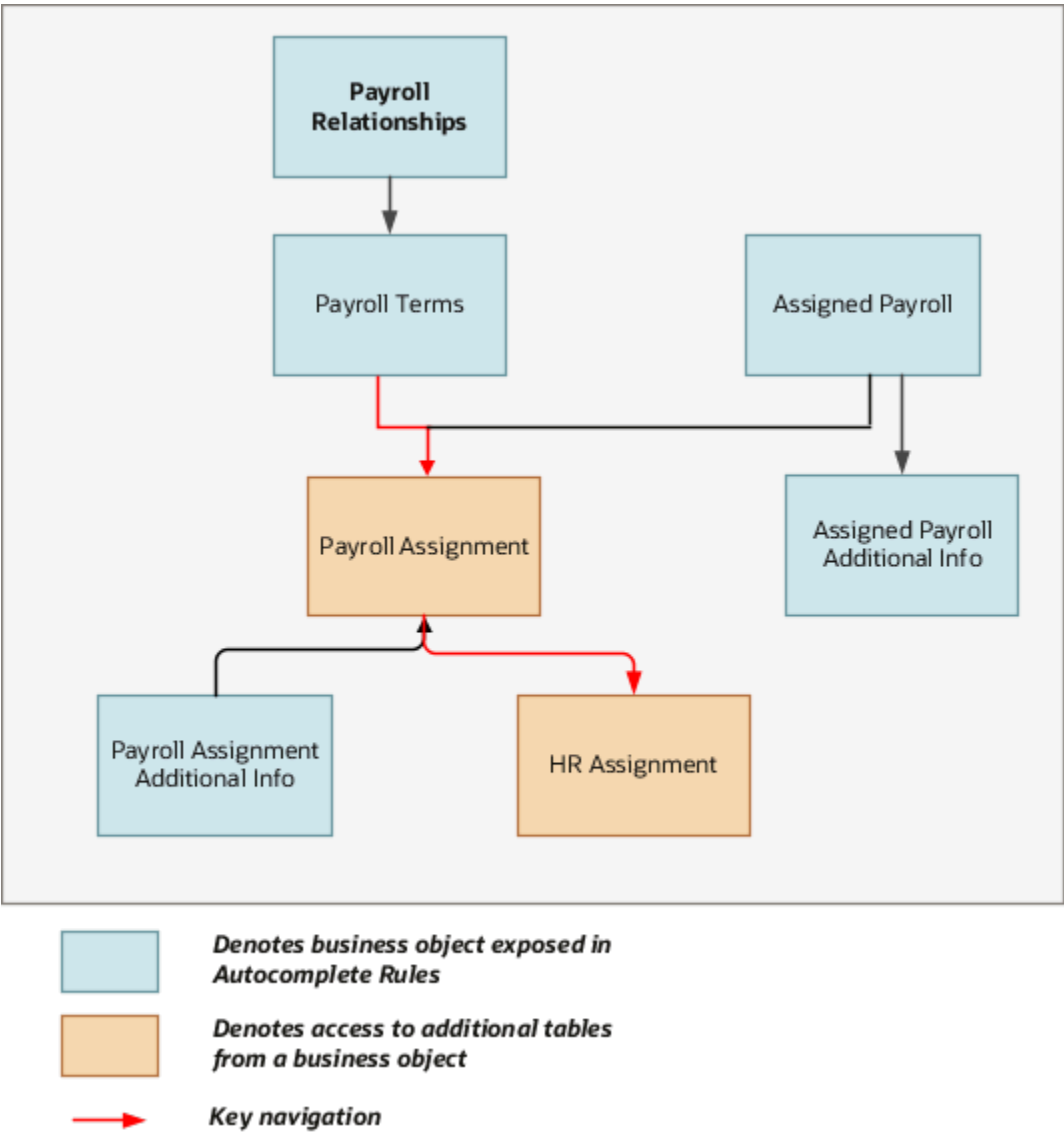 Payroll
Relationships
Payroll Terms
Assigned Payroll
Payroll Assignment
Assigned Payroll
Additional Info
Payroll Assignment
Additional Info
HR Assignment
Denotes business object exposed in
Autocomplete Rules
Denotes access to additional tables
from a business object
Key navigation